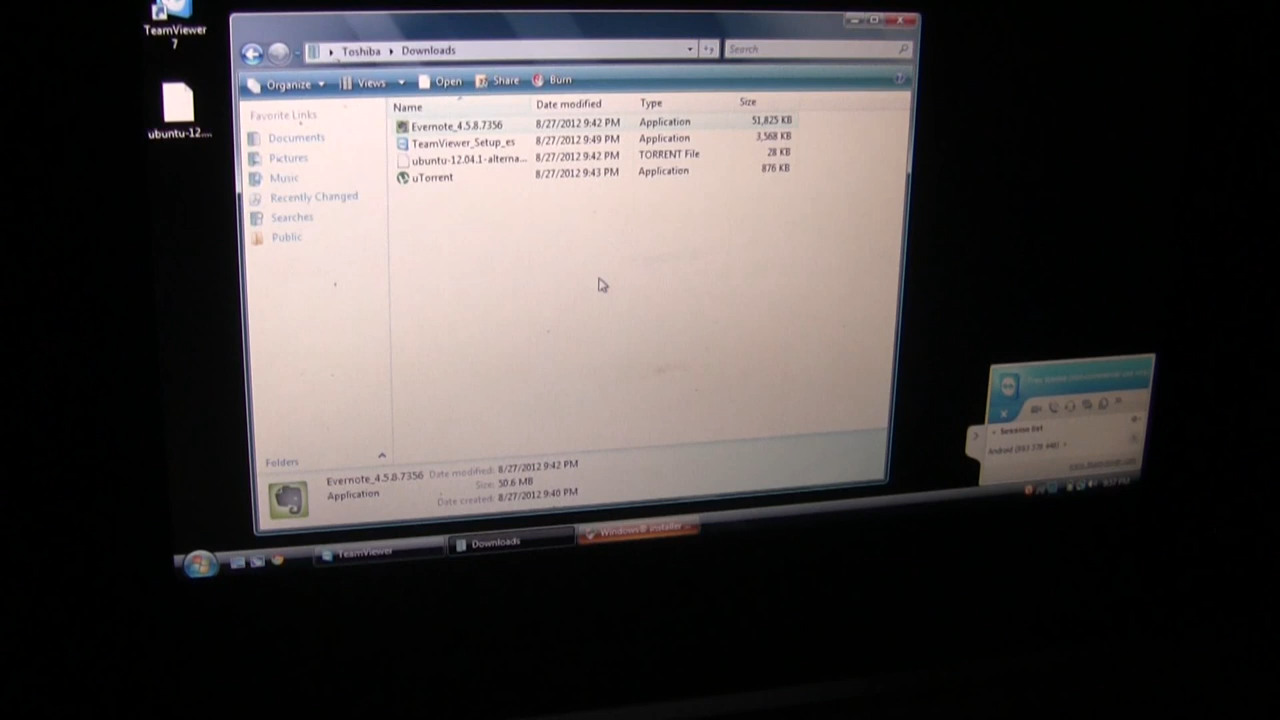 TeamViewer
7
ubuntu-12....
Toshiba Downloads
Search
Organize Views Open Share Burn
Favorite Links
Documents
Pictures
Music
Recently Changed
Searches
Public
Folders
Name Date modified Type Size
Evernote_4.5.8.7356 8/27/2012 9:42 PM Application 51,825 KB
TeamViewer_Setup_es 8/27/2012 9:49 PM Application 3,568 KB
ubuntu-12.04.1-alterna... 8/27/2012 9:42 PM TORRENT File 28 KB
uTorrent 8/27/2012 9:43 PM Application 876 KB
Evernote_4.5.8.7356 Date modified: 8/27/2012 9:42 PM
Application Size: 50.6 MB
Date created: 8/27/2012 9:40 PM
Session list
Android
TeamViewer
Downloads
Windows® installer ...